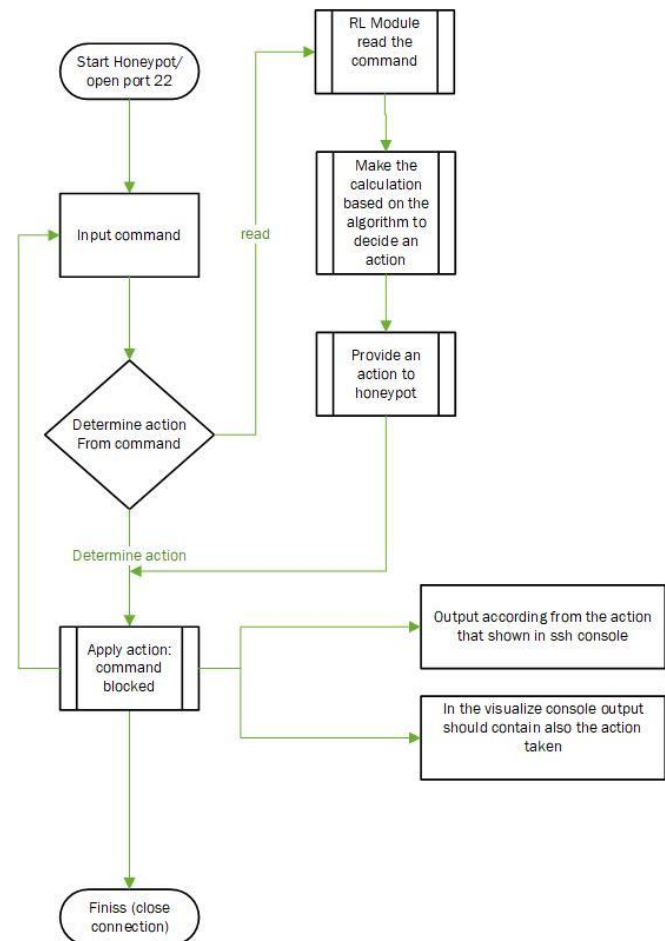 Start Honeypot/
open port 22
RL Module
read the
command
Make the
calculation
based on the
algorithm to
decide an
action
Input command
read
Provide an
action to
honeypot
Determine action
From command
Determine action
Apply action:
command
blocked
Output according from the action
that shown in ssh console
In the visualize console output
should contain also the action
taken
Finiss (close
connection)